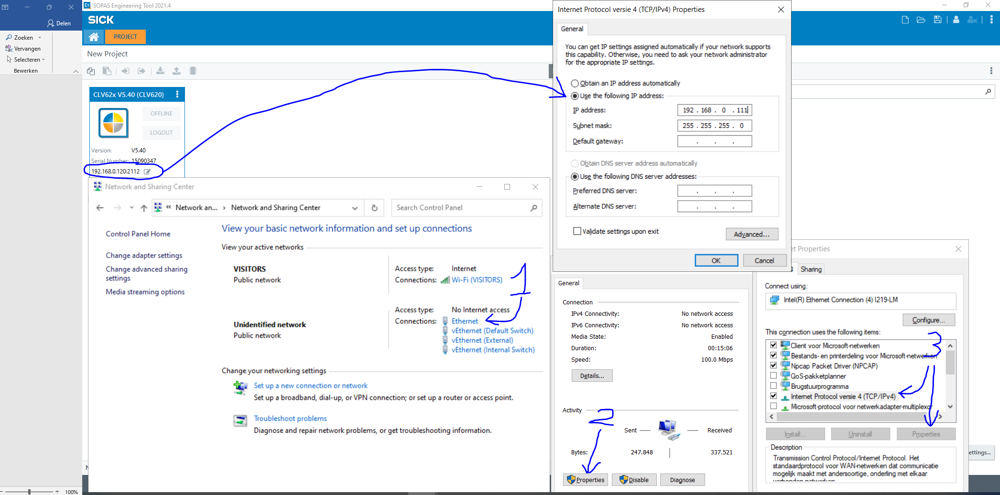 Delen
Zoeken
Vervangen
Selecteren
Bewerken
100%
SOPAS Engineering Tool 2021.4
SICK
PROJECT
New Project
CLV62x V5.40 (CLV620)
OFFLINE
LOGOUT
Version: V5.40
Serial Number: 15090347
192.168.0.120:2112
Network and Sharing Center
« Network an... › Network and Sharing Center
Search Control Panel
Control Panel Home
Change adapter settings
Change advanced sharing
settings
Media streaming options
View your basic network information and set up connections
View your active networks
VISITORS
Public network
Access type: Internet
Connections: Wi-Fi (VISITORS)
1
Unidentified network
Public network
Access type: No Internet access
Connections: Ethernet
vEthernet (Default Switch)
vEthernet (External)
vEthernet (Internal Switch)
Change your networking settings
Set up a new connection or network
Set up a broadband, dial-up, or VPN connection; or set up a router or access point.
Troubleshoot problems
Diagnose and repair network problems, or get troubleshooting information.
Internet Protocol versie 4 (TCP/IPv4) Properties
General
You can get IP settings assigned automatically if your network supports
this capability. Otherwise, you need to ask your network administrator
for the appropriate IP settings.
Obtain an IP address automatically
Use the following IP address:
IP address: 192 . 168 . 0 . 111
Subnet mask: 255 . 255 . 255 . 0
Default gateway: . . .
Obtain DNS server address automatically
Use the following DNS server addresses:
Preferred DNS server: . . .
Alternate DNS server: . . .
Validate settings upon exit
Advanced...
OK
Cancel
General
Connection
IPv4 Connectivity: No network access
IPv6 Connectivity: No network access
Media State: Enabled
Duration: 00:15:06
Speed: 100.0 Mbps
Details...
Activity
2
Sent — — Received
Bytes: 247.848 | 337.521
Properties
Disable
Diagnose
et Properties
Sharing
Connect using:
Intel(R) Ethernet Connection (4) I219-LM
Configure...
This connection uses the following items:
3
Client voor Microsoft-netwerken
Bestands- en printerdeling voor Microsoft-netwerken
Npcap Packet Driver (NPCAP)
QoS-pakketplanner
Brugstuurprogramma
Internet Protocol versie 4 (TCP/IPv4)
Microsoft-protocol voor netwerkadapter-multiplexor
Install...
Uninstall
Properties
Description
Transmission Control Protocol/Internet Protocol. Het
standaardprotocol voor WAN-netwerken dat communicatie
mogelijk maakt met andersoortige, onderling met elkaar
verbonden netwerken.
ettings...